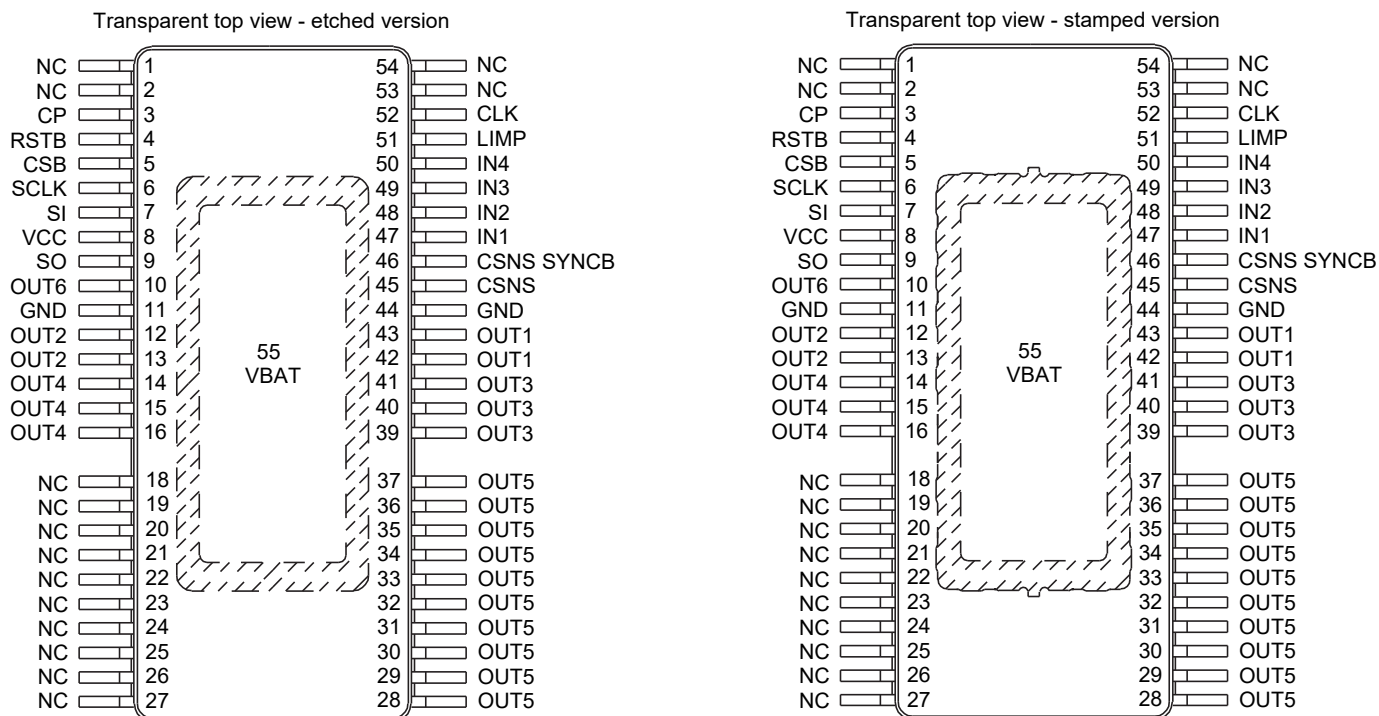 Transparent top view - etched version
NC 1 54 NC
NC 2 53 NC
CP 3 52 CLK
RSTB 4 51 LIMP
CSB 5 50 IN4
SCLK 6 49 IN3
SI 7 48 IN2
VCC 8 47 IN1
SO 9 46 CSNS SYNCB
OUT6 10 45 CSNS
GND 11 44 GND
OUT2 12 43 OUT1
OUT2 13 42 OUT1
OUT4 14 41 OUT3
OUT4 15 40 OUT3
OUT4 16 39 OUT3
55
VBAT
NC 18 37 OUT5
NC 19 36 OUT5
NC 20 35 OUT5
NC 21 34 OUT5
NC 22 33 OUT5
NC 23 32 OUT5
NC 24 31 OUT5
NC 25 30 OUT5
NC 26 29 OUT5
NC 27 28 OUT5
Transparent top view - stamped version
NC 1 54 NC
NC 2 53 NC
CP 3 52 CLK
RSTB 4 51 LIMP
CSB 5 50 IN4
SCLK 6 49 IN3
SI 7 48 IN2
VCC 8 47 IN1
SO 9 46 CSNS SYNCB
OUT6 10 45 CSNS
GND 11 44 GND
OUT2 12 43 OUT1
OUT2 13 42 OUT1
OUT4 14 41 OUT3
OUT4 15 40 OUT3
OUT4 16 39 OUT3
55
VBAT
NC 18 37 OUT5
NC 19 36 OUT5
NC 20 35 OUT5
NC 21 34 OUT5
NC 22 33 OUT5
NC 23 32 OUT5
NC 24 31 OUT5
NC 25 30 OUT5
NC 26 29 OUT5
NC 27 28 OUT5